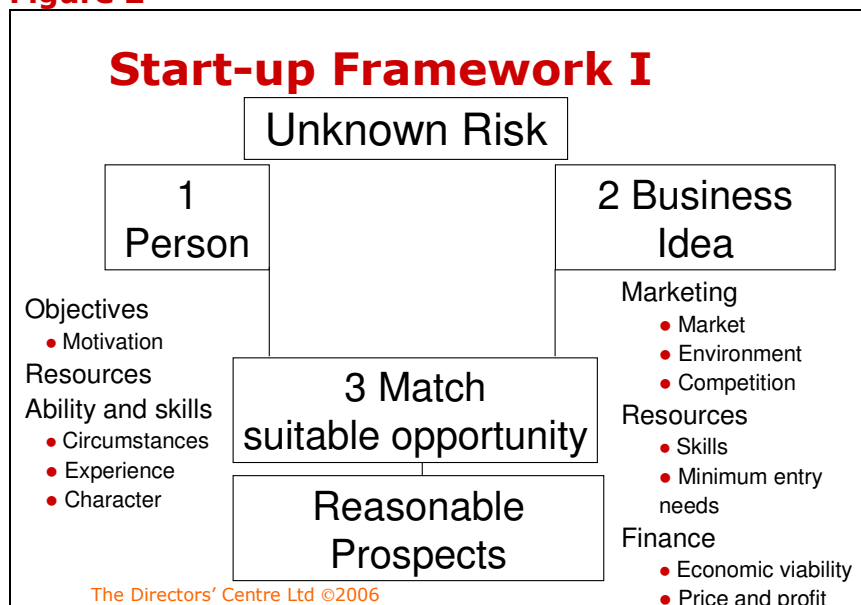 Start-up Framework I
Unknown Risk
1
Person
2 Business
Idea
Objectives
● Motivation
Resources
Ability and skills
● Circumstances
● Experience
● Character
3 Match
suitable opportunity
Reasonable
Prospects
Marketing
● Market
● Environment
● Competition
Resources
● Skills
● Minimum entry
needs
Finance
● Economic viability
● Price and profit
The Directors' Centre Ltd ©2006